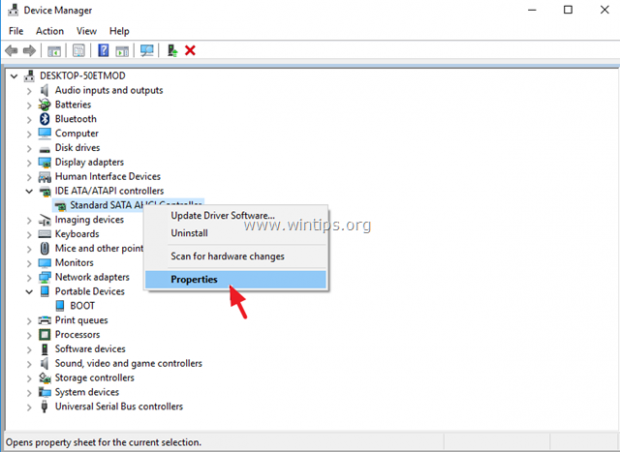 Device Manager
File Action View Help
DESKTOP-50ETMOD
Audio inputs and outputs
Batteries
Bluetooth
Computer
Disk drives
Display adapters
Human Interface Devices
IDE ATA/ATAPI controllers
Standard SATA AHCI Controller
Update Driver Software...
Imaging devices
www.wintips.org
Uninstall
Keyboards
Mice and other point
Scan for hardware changes
Monitors
Network adapters
Properties
Portable Devices
BOOT
Print queues
Processors
Software devices
Sound, video and game controllers
Storage controllers
System devices
Universal Serial Bus controllers
Opens property sheet for the current selection.